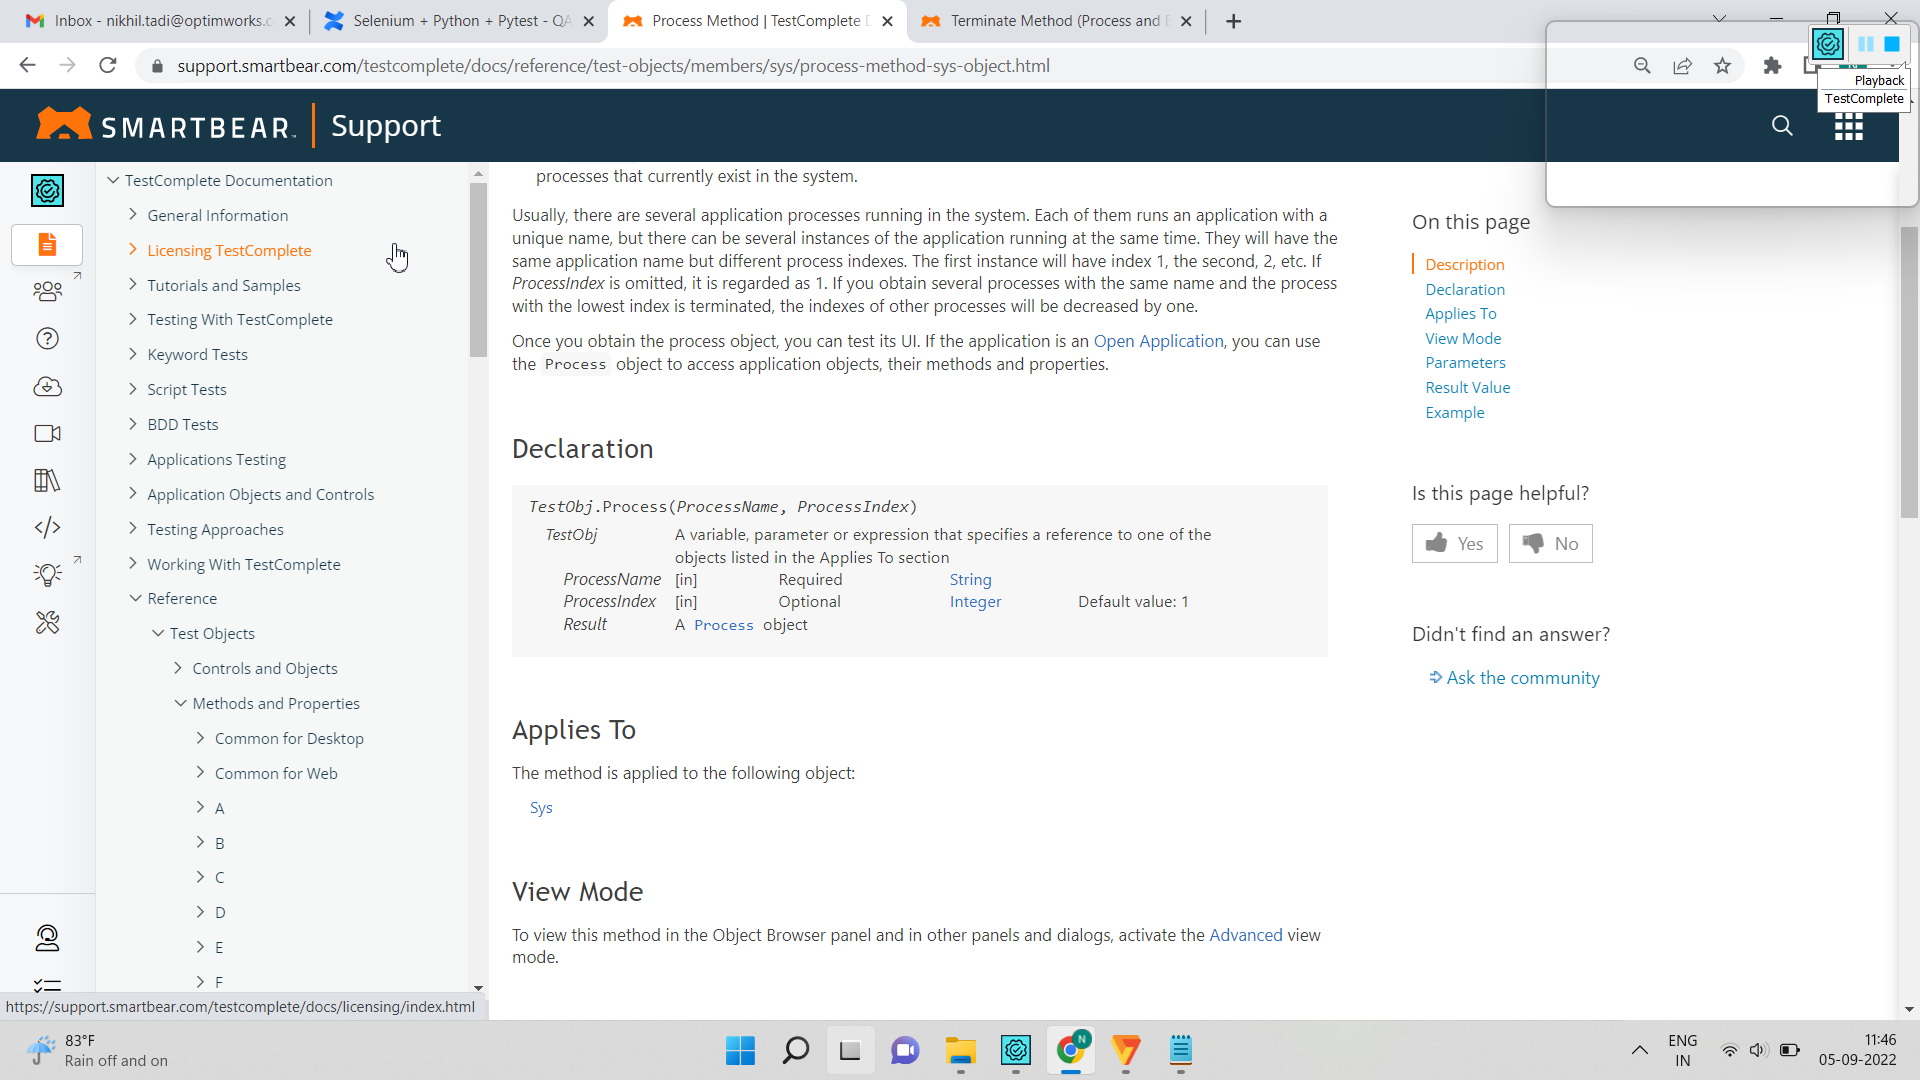 Inbox - nikhil.tadi@optimworks.c
Selenium + Python + Pytest - QA
Process Method | TestComplete D
Terminate Method (Process and B
support.smartbear.com/testcomplete/docs/reference/test-objects/members/sys/process-method-sys-object.html
Playback
TestComplete
SMARTBEAR Support
TestComplete Documentation
General Information
Licensing TestComplete
Tutorials and Samples
Testing With TestComplete
Keyword Tests
Script Tests
BDD Tests
Applications Testing
Application Objects and Controls
Testing Approaches
Working With TestComplete
Reference
Test Objects
Controls and Objects
Methods and Properties
Common for Desktop
Common for Web
A
B
C
D
E
F
https://support.smartbear.com/testcomplete/docs/licensing/index.html
processes that currently exist in the system.
Usually, there are several application processes running in the system. Each of them runs an application with a
unique name, but there can be several instances of the application running at the same time. They will have the
same application name but different process indexes. The first instance will have index 1, the second, 2, etc. If
ProcessIndex is omitted, it is regarded as 1. If you obtain several processes with the same name and the process
with the lowest index is terminated, the indexes of other processes will be decreased by one.
Once you obtain the process object, you can test its UI. If the application is an Open Application, you can use
the Process object to access application objects, their methods and properties.
Declaration
TestObj.Process(ProcessName, ProcessIndex)
TestObj A variable, parameter or expression that specifies a reference to one of the
objects listed in the Applies To section
ProcessName [in] Required String
ProcessIndex [in] Optional Integer Default value: 1
Result A Process object
Applies To
The method is applied to the following object:
Sys
View Mode
To view this method in the Object Browser panel and in other panels and dialogs, activate the Advanced view
mode.
On this page
Description
Declaration
Applies To
View Mode
Parameters
Result Value
Example
Is this page helpful?
Yes No
Didn't find an answer?
Ask the community
83°F
Rain off and on
N
ENG
IN
11:46
05-09-2022